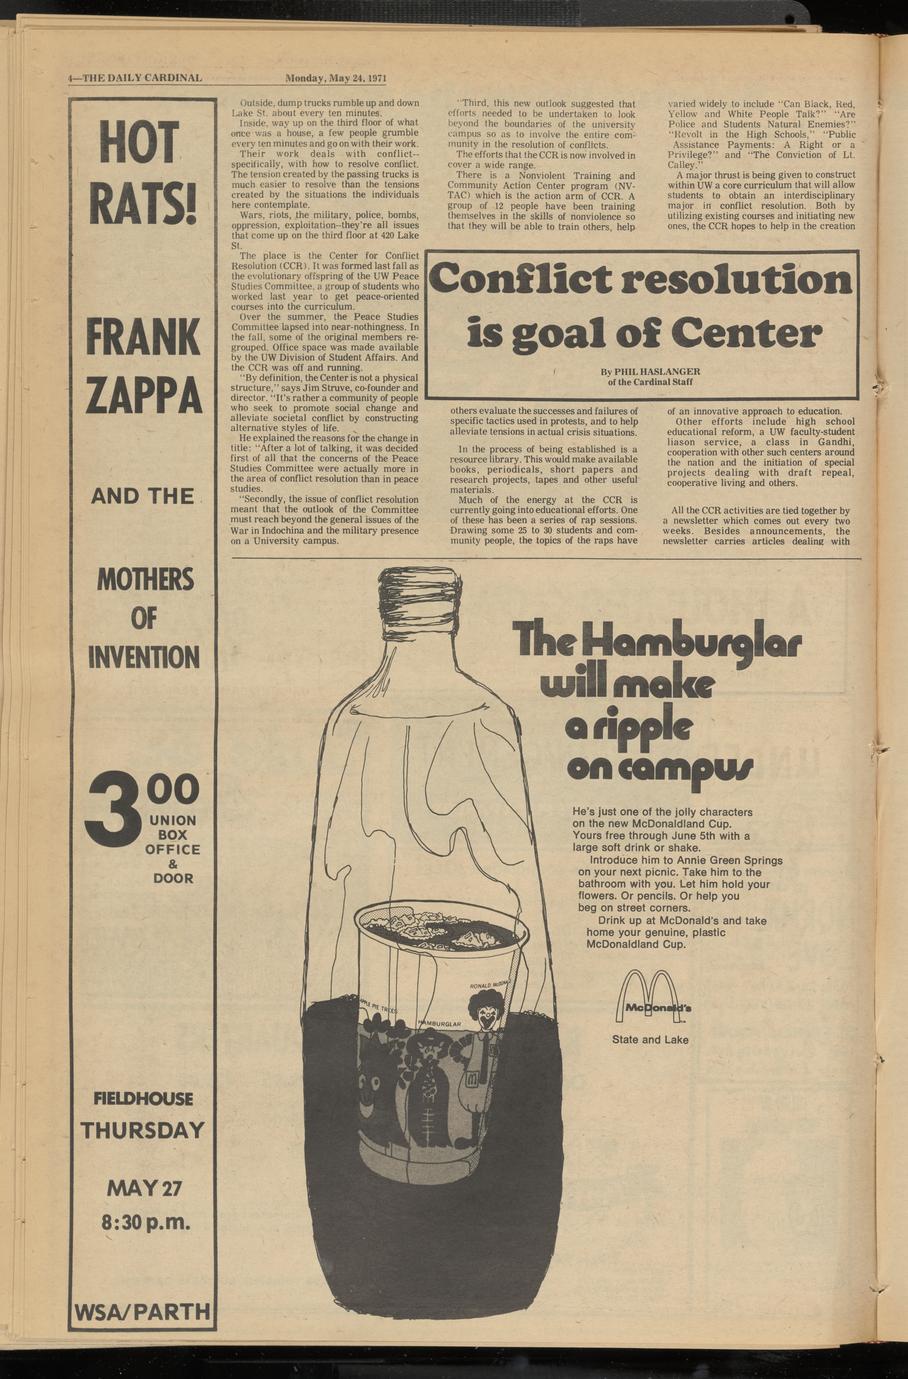 4—THE DAILY CARDINAL
Monday, May 24, 1971
HOT
RATS!
FRANK
ZAPPA
AND THE
MOTHERS
OF
INVENTION
3 00
UNION
BOX
OFFICE
&
DOOR
FIELDHOUSE
THURSDAY
MAY 27
8:30 p.m.
WSA/PARTH
Conflict resolution
is goal of Center
By PHIL HASLANGER
of the Cardinal Staff
Outside, dump trucks rumble up and down
Lake St. about every ten minutes.
Inside, way up on the third floor of what
once was a house, a few people grumble
every ten minutes and go on with their work.
Their work deals with conflict--
specifically, with how to resolve conflict.
The tension created by the passing trucks is
much easier to resolve than the tensions
created by the situations the individuals
here contemplate.
Wars, riots, the military, police, bombs,
oppression, exploitation--they're all issues
that come up on the third floor at 420 Lake
St.
The place is the Center for Conflict
Resolution (CCR). It was formed last fall as
the evolutionary offspring of the UW Peace
Studies Committee, a group of students who
worked last year to get peace-oriented
courses into the curriculum.
Over the summer, the Peace Studies
Committee lapsed into near-nothingness. In
the fall, some of the original members re-
grouped. Office space was made available
by the UW Division of Student Affairs. And
the CCR was off and running.
"By definition, the Center is not a physical
structure," says Jim Struve, co-founder and
director. "It's rather a community of people
who seek to promote social change and
alleviate societal conflict by constructing
alternative styles of life.
He explained the reasons for the change in
title: "After a lot of talking, it was decided
first of all that the concerns of the Peace
Studies Committee were actually more in
the area of conflict resolution than in peace
studies.
"Secondly, the issue of conflict resolution
meant that the outlook of the Committee
must reach beyond the general issues of the
War in Indochina and the military presence
on a University campus.
"Third, this new outlook suggested that
efforts needed to be undertaken to look
beyond the boundaries of the university
campus so as to involve the entire com-
munity in the resolution of conflicts.
The efforts that the CCR is now involved in
cover a wide range.
There is a Nonviolent Training and
Community Action Center program (NV-
TAC) which is the action arm of CCR. A
group of 12 people have been training
themselves in the skills of nonviolence so
that they will be able to train others, help
others evaluate the successes and failures of
specific tactics used in protests, and to help
alleviate tensions in actual crisis situations.
In the process of being established is a
resource library. This would make available
books, periodicals, short papers and
research projects, tapes and other useful
materials.
Much of the energy at the CCR is
currently going into educational efforts. One
of these has been a series of rap sessions.
Drawing some 25 to 30 students and com-
munity people, the topics of the raps have
varied widely to include "Can Black, Red,
Yellow and White People Talk?" "Are
Police and Students Natural Enemies?"
"Revolt in the High Schools," "Public
Assistance Payments: A Right or a
Privilege?" and "The Conviction of Lt.
Calley."
A major thrust is being given to construct
within UW a core curriculum that will allow
students to obtain an interdisciplinary
major in conflict resolution. Both by
utilizing existing courses and initiating new
ones, the CCR hopes to help in the creation
of an innovative approach to education.
Other efforts include high school
educational reform, a UW faculty-student
liason service, a class in Gandhi,
cooperation with other such centers around
the nation and the initiation of special
projects dealing with draft repeal,
cooperative living and others.
All the CCR activities are tied together by
a newsletter which comes out every two
weeks. Besides announcements, the
newsletter carries articles dealing with
The Hamburglar
will make
a ripple
on campus
He's just one of the jolly characters
on the new McDonaldland Cup.
Yours free through June 5th with a
large soft drink or shake.
Introduce him to Annie Green Springs
on your next picnic. Take him to the
bathroom with you. Let him hold your
flowers. Or pencils. Or help you
beg on street corners.
Drink up at McDonald's and take
home your genuine, plastic
McDonaldland Cup.
McDonald's
State and Lake
PIE TREES
HAMBURGLAR
RONALD